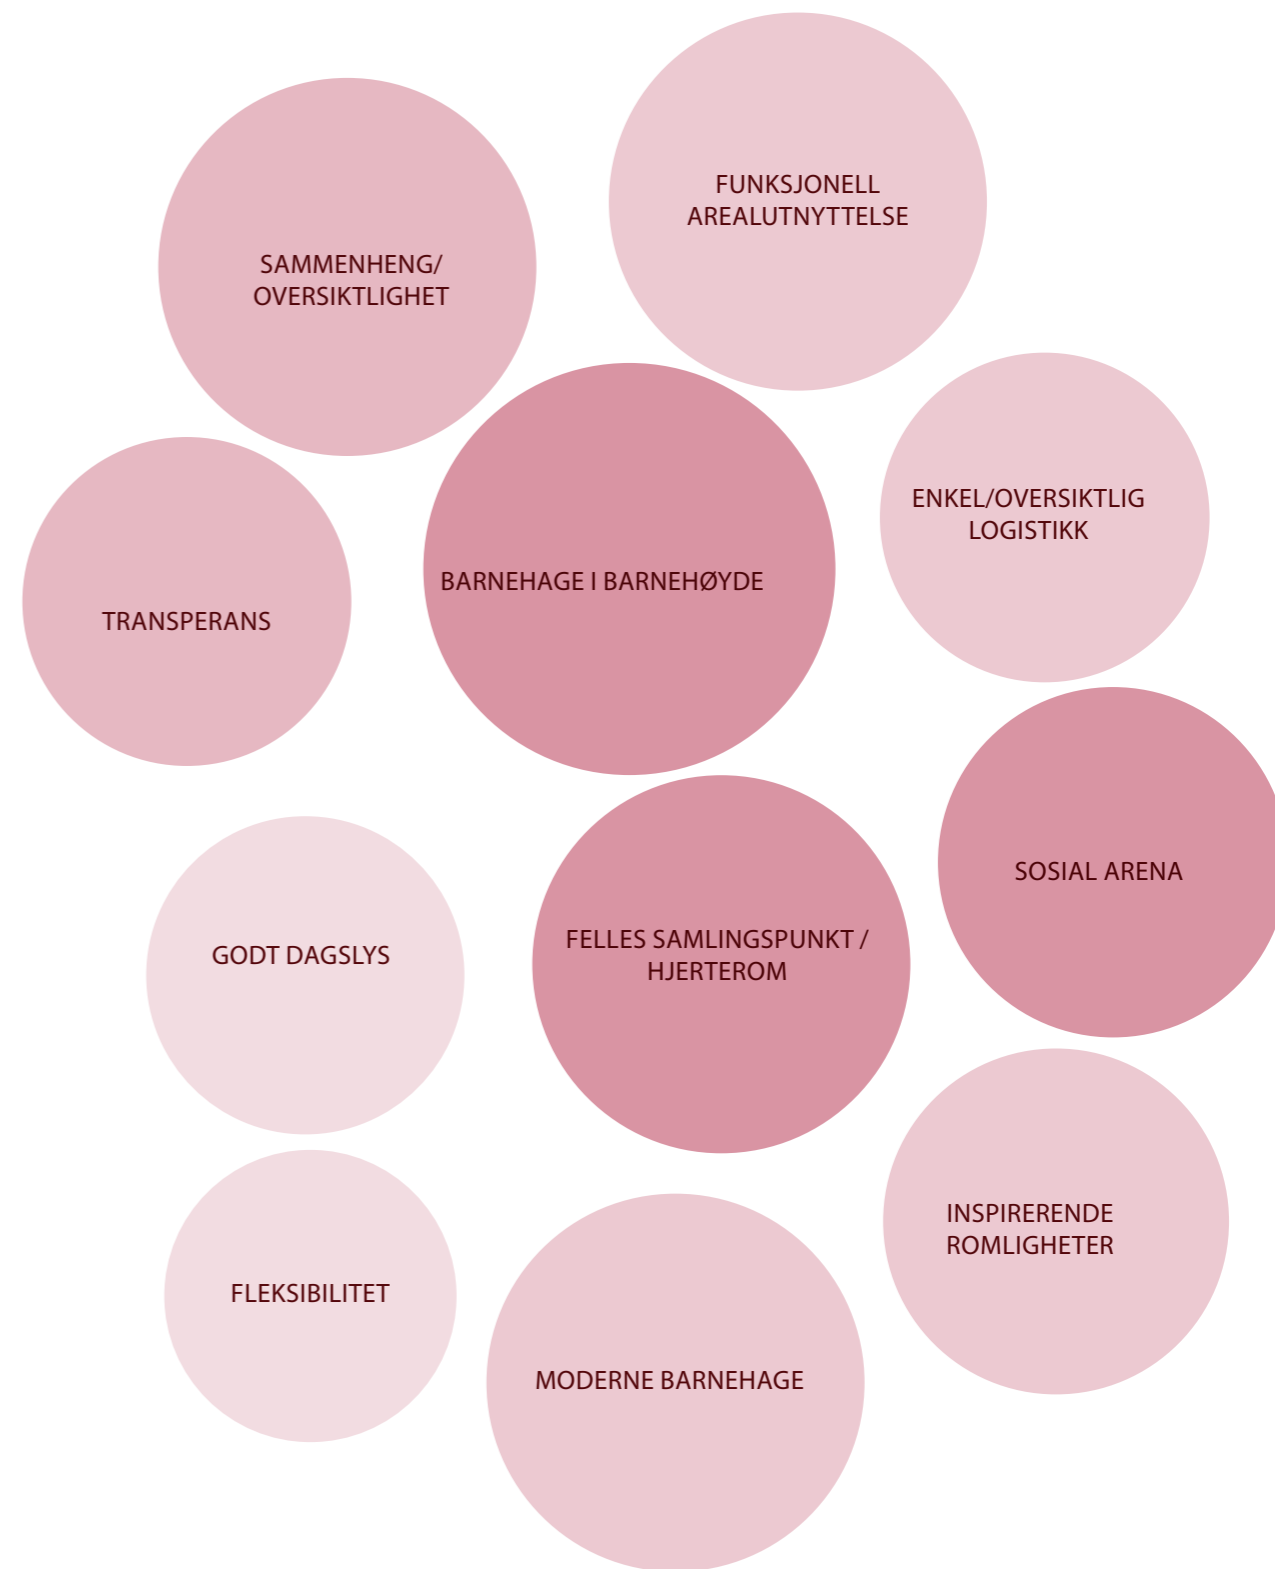 FUNKSJONELL
AREALUTNYTTELSE
SAMMENHENG/
OVERSIKTLIGHET
ENKEL/OVERSIKTLIG
LOGISTIKK
BARNEHAGE I BARNEHØYDE
TRANSPERANS
SOSIAL ARENA
FELLES SAMLINGSPUNKT /
HJERTEROM
GODT DAGSLYS
INSPIRERENDE
ROMLIGHETER
FLEKSIBILITET
MODERNE BARNEHAGE